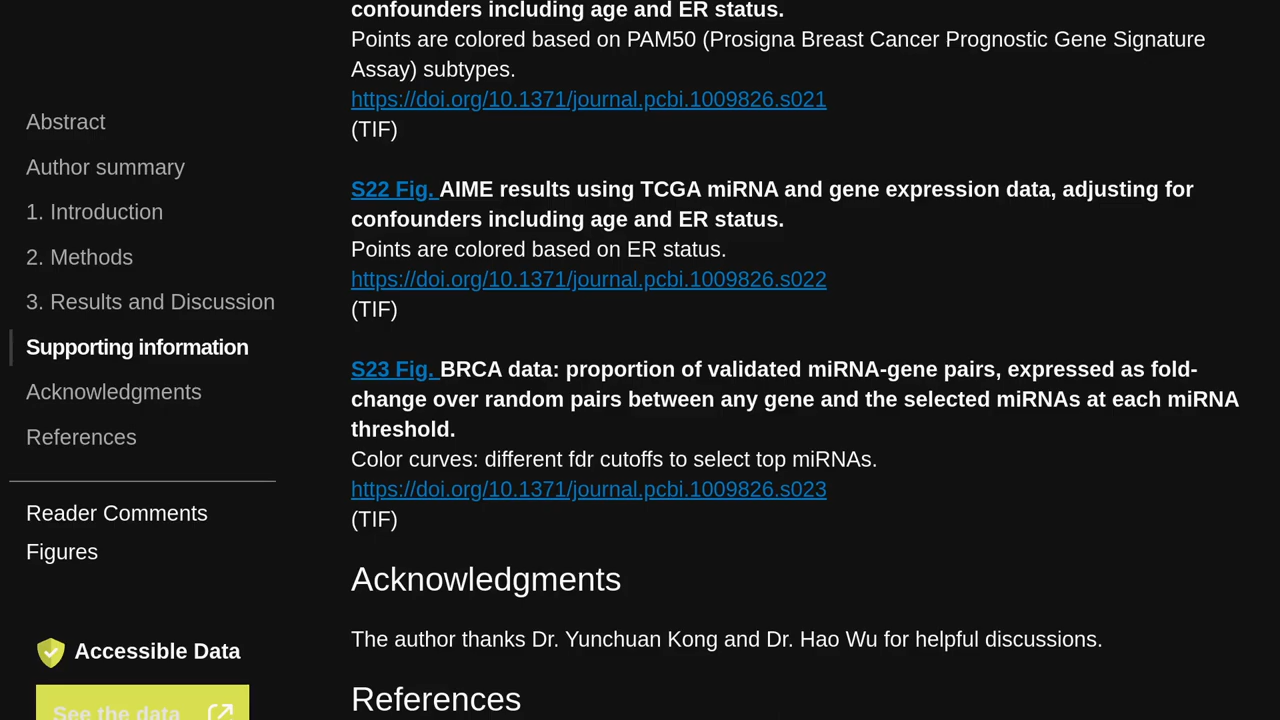 Abstract
Author summary
1. Introduction
2. Methods
3. Results and Discussion
Supporting information
Acknowledgments
References
Reader Comments
Figures
Accessible Data
See the data
confounders including age and ER status.
Points are colored based on PAM50 (Prosigna Breast Cancer Prognostic Gene Signature
Assay) subtypes.
https://doi.org/10.1371/journal.pcbi.1009826.s021
(TIF)
S22 Fig. AIME results using TCGA miRNA and gene expression data, adjusting for
confounders including age and ER status.
Points are colored based on ER status.
https://doi.org/10.1371/journal.pcbi.1009826.s022
(TIF)
S23 Fig. BRCA data: proportion of validated miRNA-gene pairs, expressed as fold-
change over random pairs between any gene and the selected miRNAs at each miRNA
threshold.
Color curves: different fdr cutoffs to select top miRNAs.
https://doi.org/10.1371/journal.pcbi.1009826.s023
(TIF)
Acknowledgments
The author thanks Dr. Yunchuan Kong and Dr. Hao Wu for helpful discussions.
References